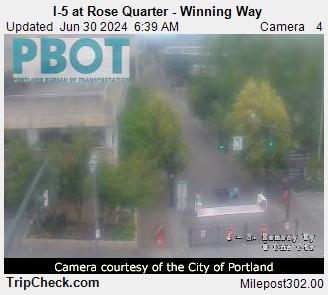 I-5 at Rose Quarter - Winning Way
Updated Jun 30 2024 6:39 AM
Camera 4
PBOT
PORTLAND BUREAU OF TRANSPORTATION
Camera courtesy of the City of Portland
TripCheck.com
Milepost302.00